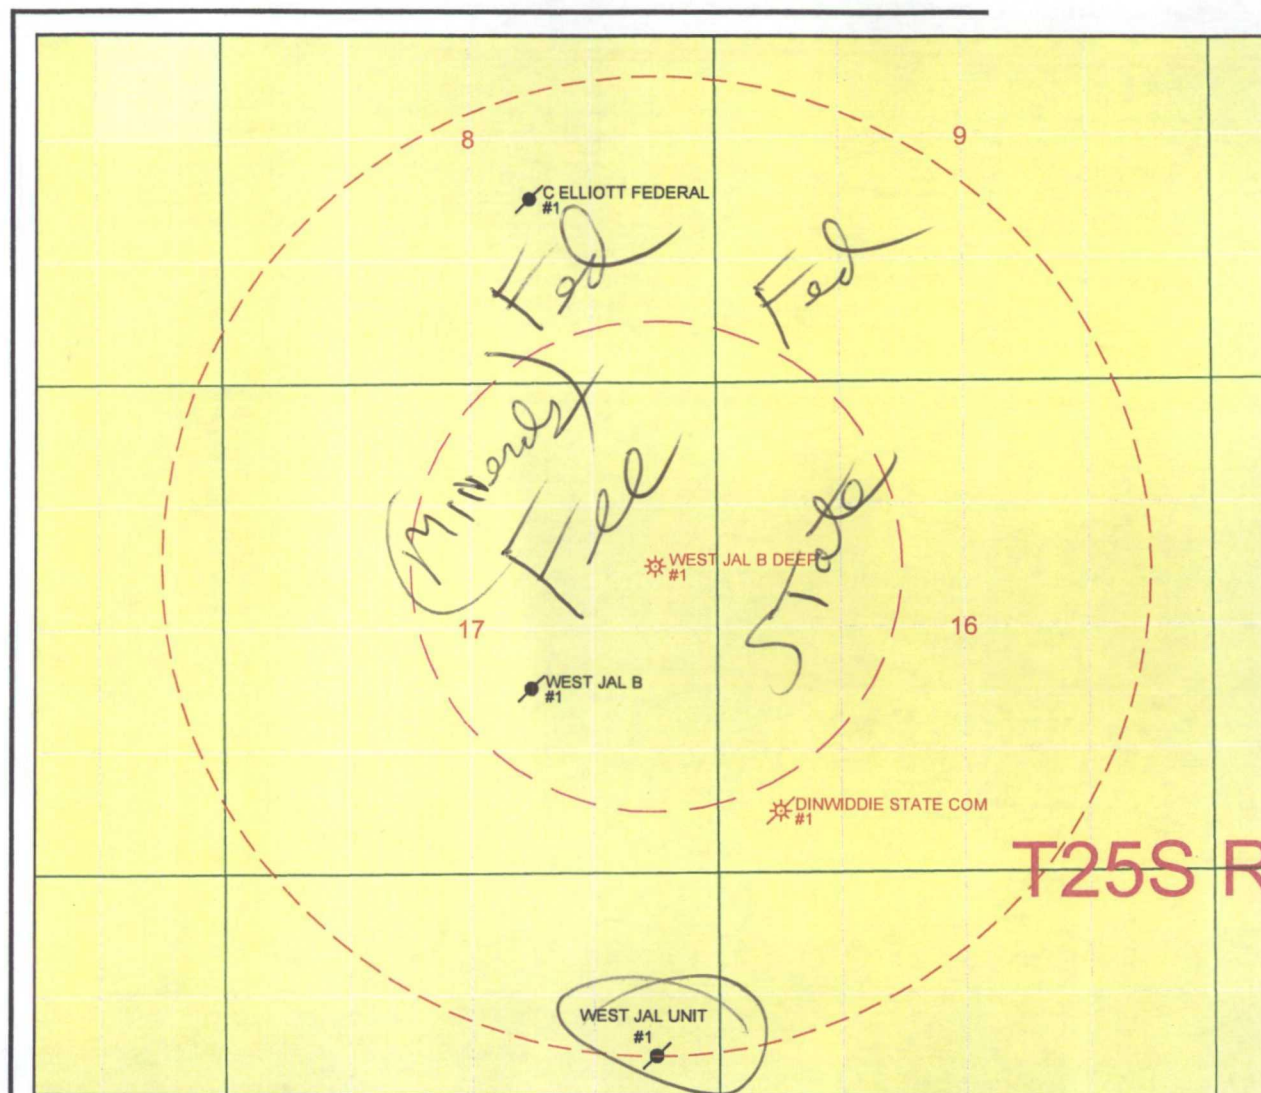 8
9
C ELLIOTT FEDERAL
#1
Fed
Fed
(Minerals)
Fee
State
WEST JAL B DEEP
#1
17
16
WEST JAL B
#1
DINWIDDIE STATE COM
#1
T25S R
WEST JAL UNIT
#1